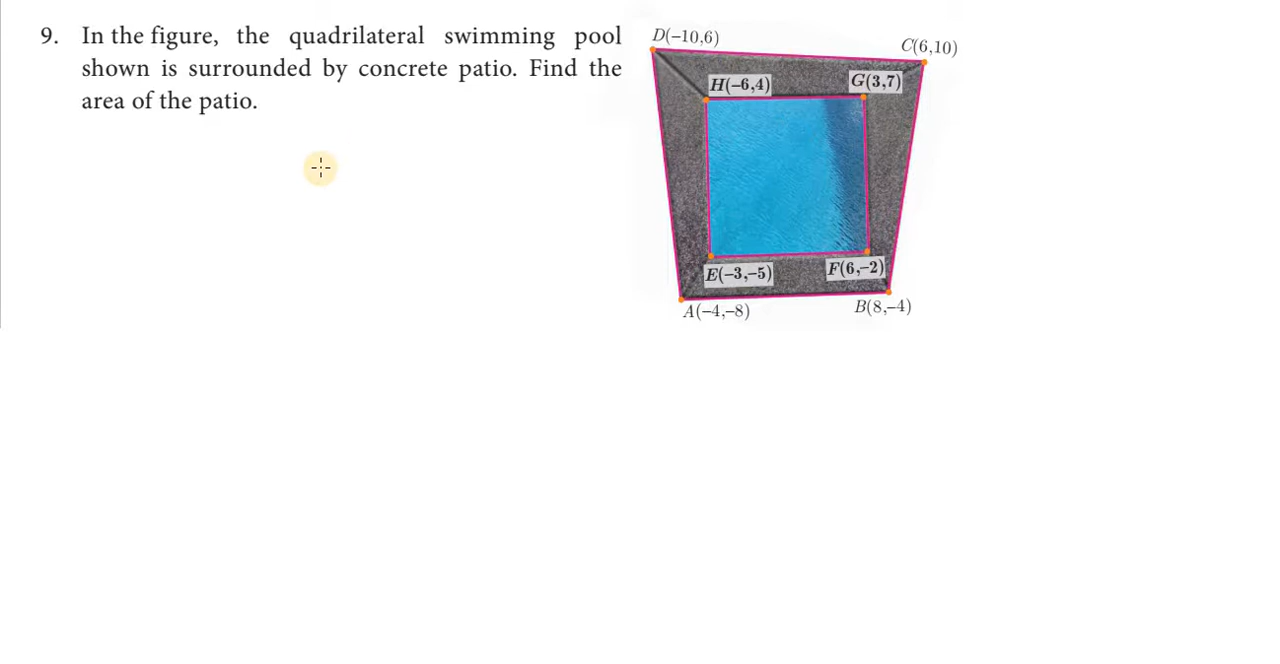 9. In the figure, the quadrilateral swimming pool
shown is surrounded by concrete patio. Find the
area of the patio.
D(−10,6)
C(6,10)
H(−6,4)
G(3,7)
E(−3,−5)
F(6,−2)
A(−4,−8)
B(8,−4)